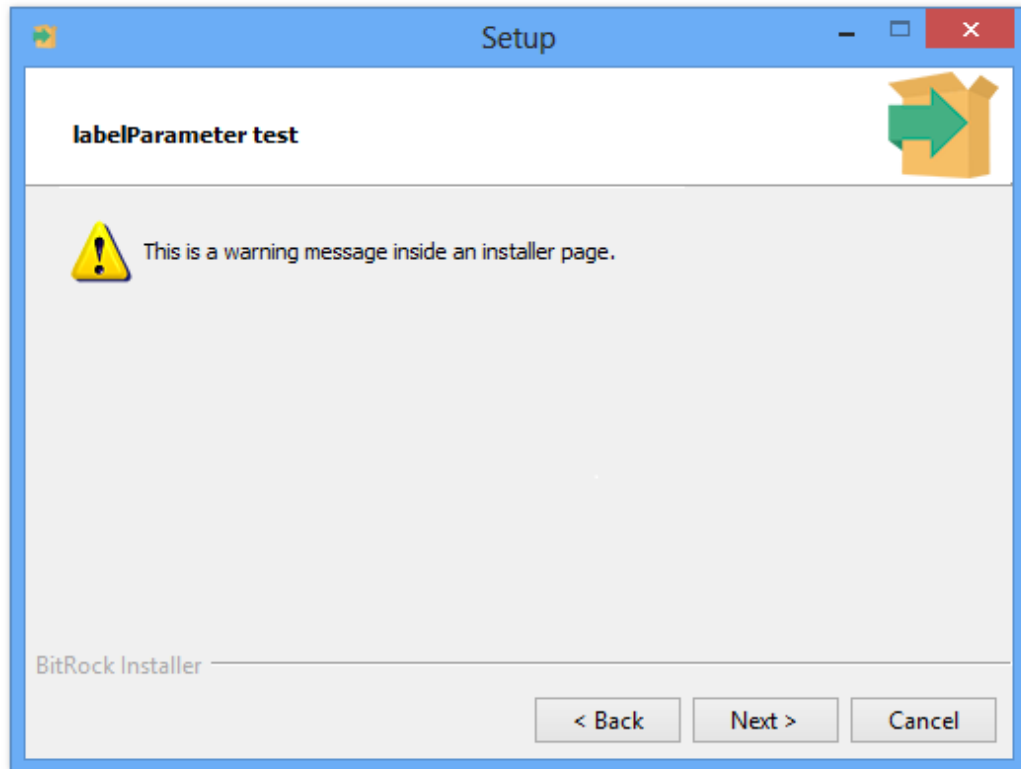 Setup
labelParameter test
This is a warning message inside an installer page.
BitRock Installer
< Back Next > Cancel